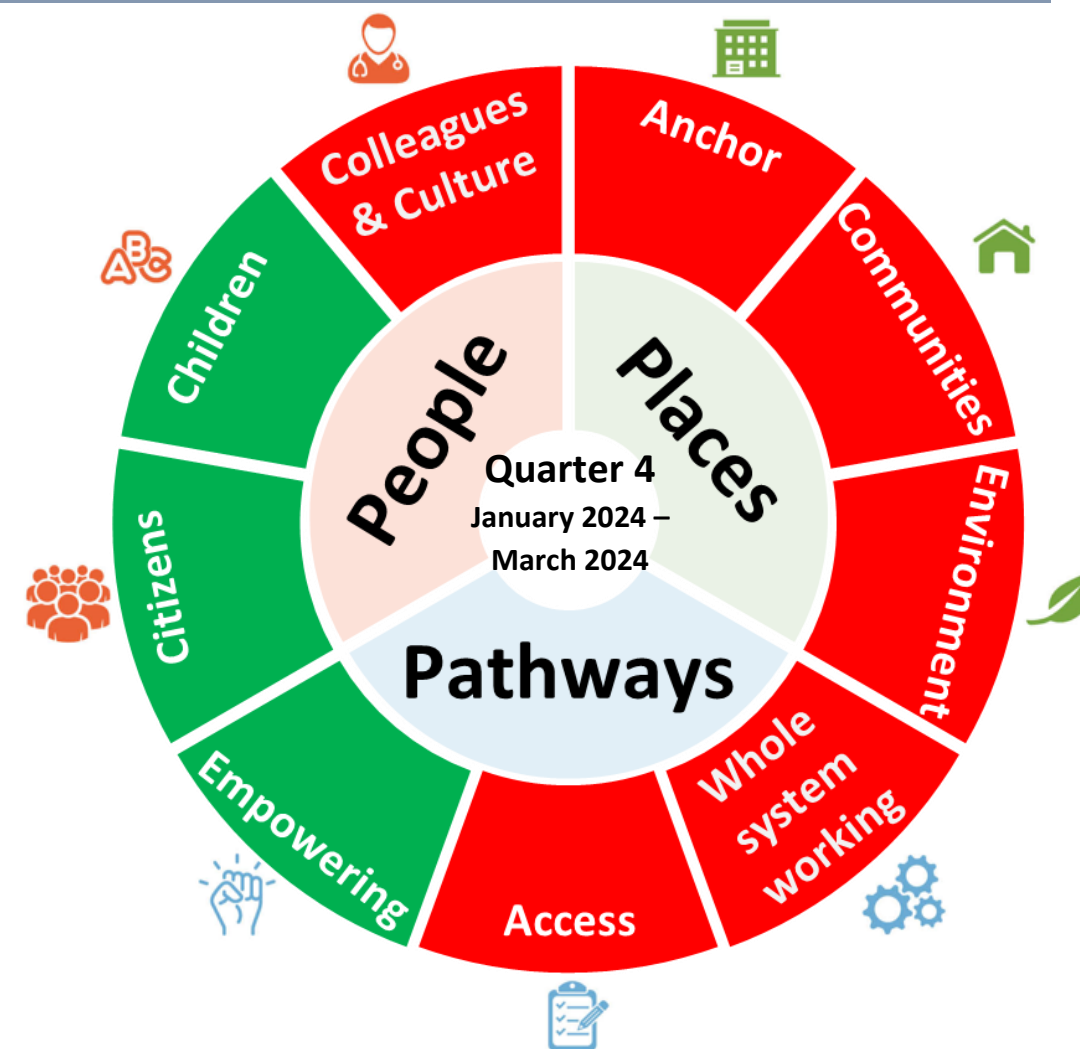 Colleagues
& Culture
Anchor
Communities
Environment
Whole
system
working
Access
Empowering
Citizens
Children
ABC
People
Places
Pathways
Quarter 4
January 2024 –
March 2024